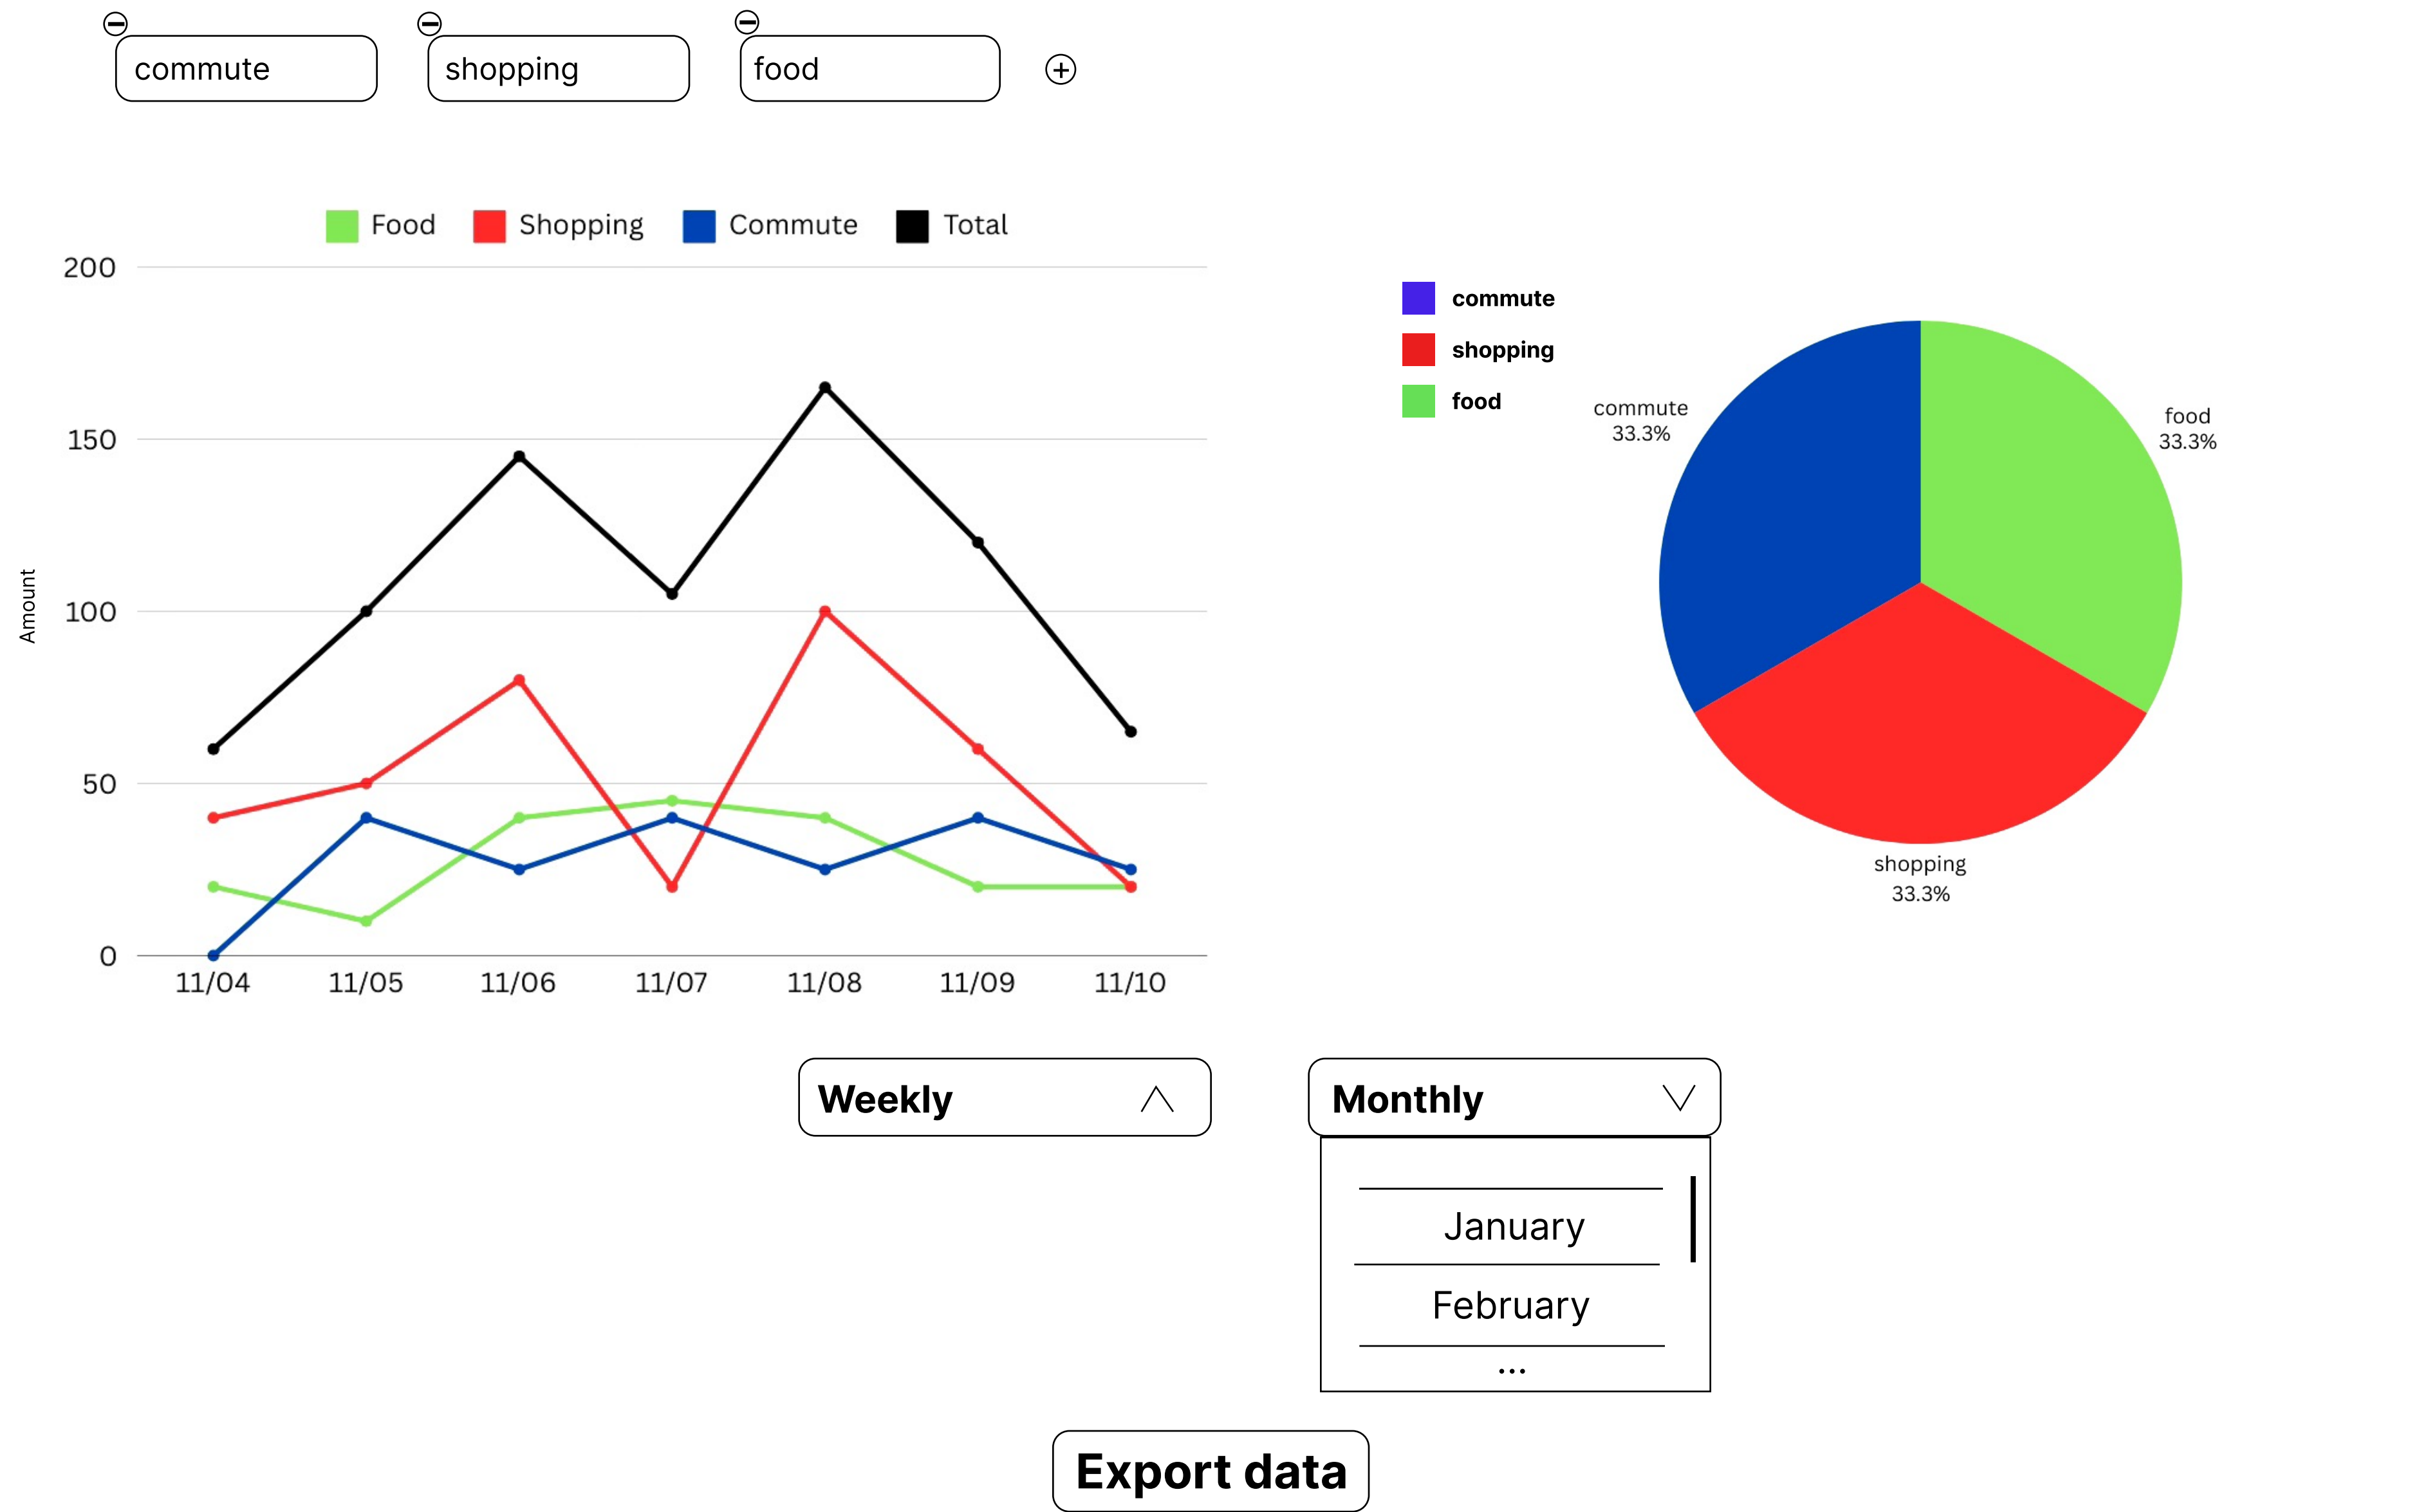 commute
shopping
food
Food
Shopping
Commute
Total
200
150
100
50
0
Amount
11/04
11/05
11/06
11/07
11/08
11/09
11/10
commute
shopping
food
commute
33.3%
food
33.3%
shopping
33.3%
Weekly
Monthly
January
February
...
Export data